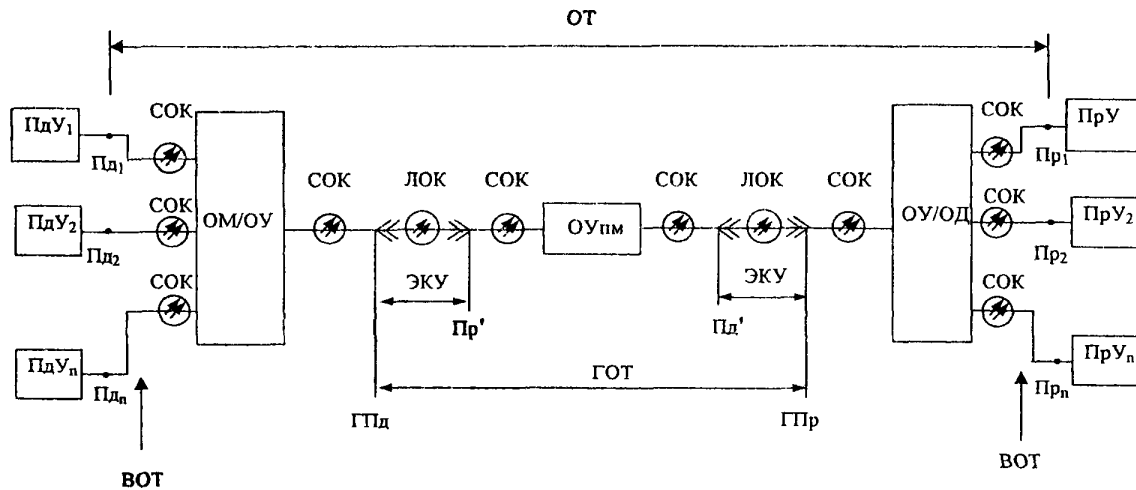 ОТ
СОК
СОК
ПдУ₁
ПрУ
Пд₁
Пр₁
СОК
ЛОК
СОК
СОК
ЛОК
СОК
СОК
СОК
ПдУ₂
ОМ/ОУ
ОУпм
ОУ/ОД
ПрУ₂
Пд₂
Пр₂
СОК
СОК
ЭКУ
ЭКУ
Пр'
Пд'
ПдУₙ
ПрУₙ
Пдₙ
Прₙ
ГОТ
ГПд
ГПр
ВОТ
ВОТ